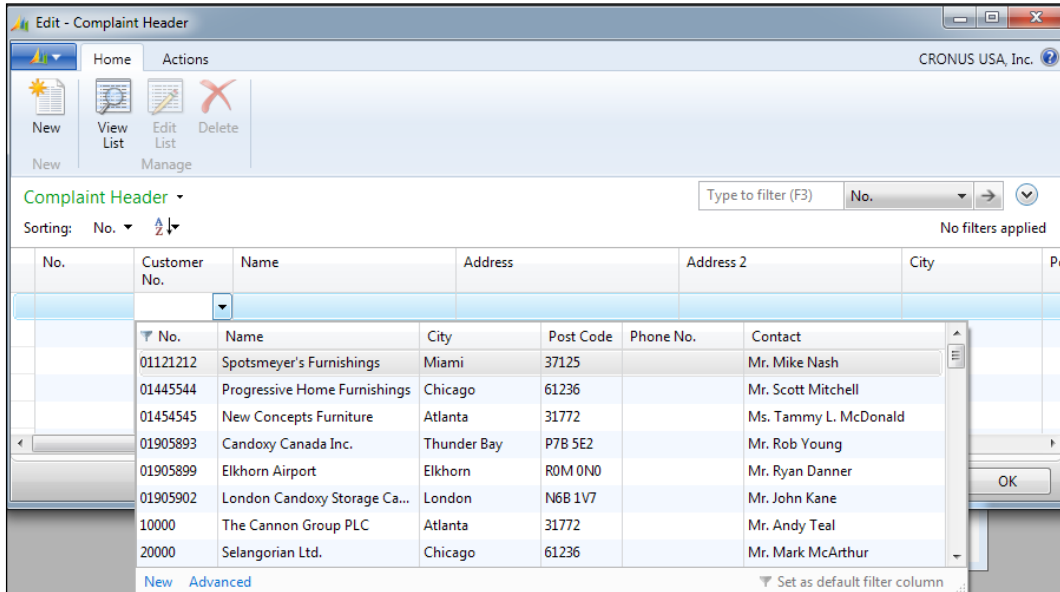 Edit - Complaint Header
Home Actions CRONUS USA, Inc.
New View List Edit List Delete
New Manage
Complaint Header Type to filter (F3) No.
Sorting: No. No filters applied
No. Customer No. Name Address Address 2 City
No. Name City Post Code Phone No. Contact
01121212 Spotsmeyer's Furnishings Miami 37125 Mr. Mike Nash
01445544 Progressive Home Furnishings Chicago 61236 Mr. Scott Mitchell
01454545 New Concepts Furniture Atlanta 31772 Ms. Tammy L. McDonald
01905893 Candoxy Canada Inc. Thunder Bay P7B 5E2 Mr. Rob Young
01905899 Elkhorn Airport Elkhorn R0M 0N0 Mr. Ryan Danner
01905902 London Candoxy Storage Ca... London N6B 1V7 Mr. John Kane
OK
10000 The Cannon Group PLC Atlanta 31772 Mr. Andy Teal
20000 Selangorian Ltd. Chicago 61236 Mr. Mark McArthur
New Advanced Set as default filter column